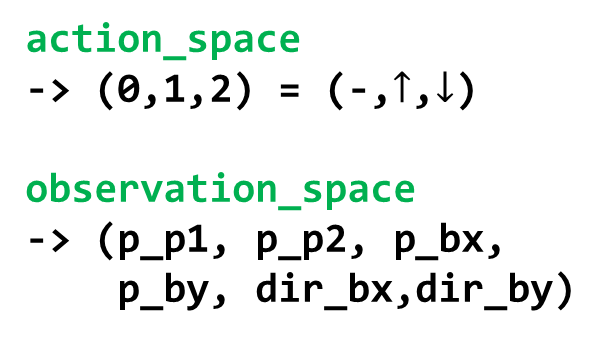 action_space
-> (0,1,2) = (-,↑,↓)
observation_space
-> (p_p1, p_p2, p_bx,
p_by, dir_bx,dir_by)